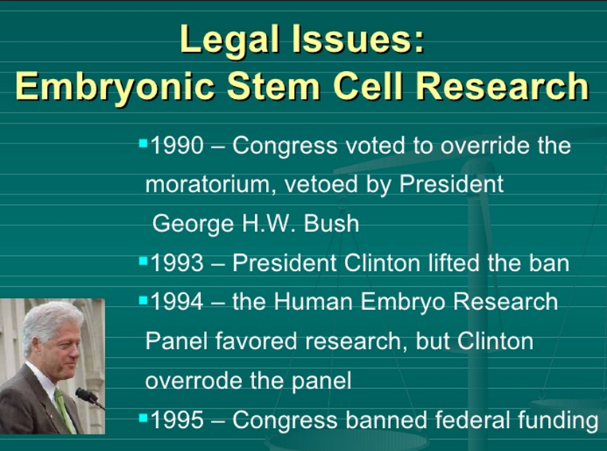 Legal Issues:
Embryonic Stem Cell Research
1990 – Congress voted to override the
moratorium, vetoed by President
George H.W. Bush
1993 – President Clinton lifted the ban
1994 – the Human Embryo Research
Panel favored research, but Clinton
overrode the panel
1995 – Congress banned federal funding